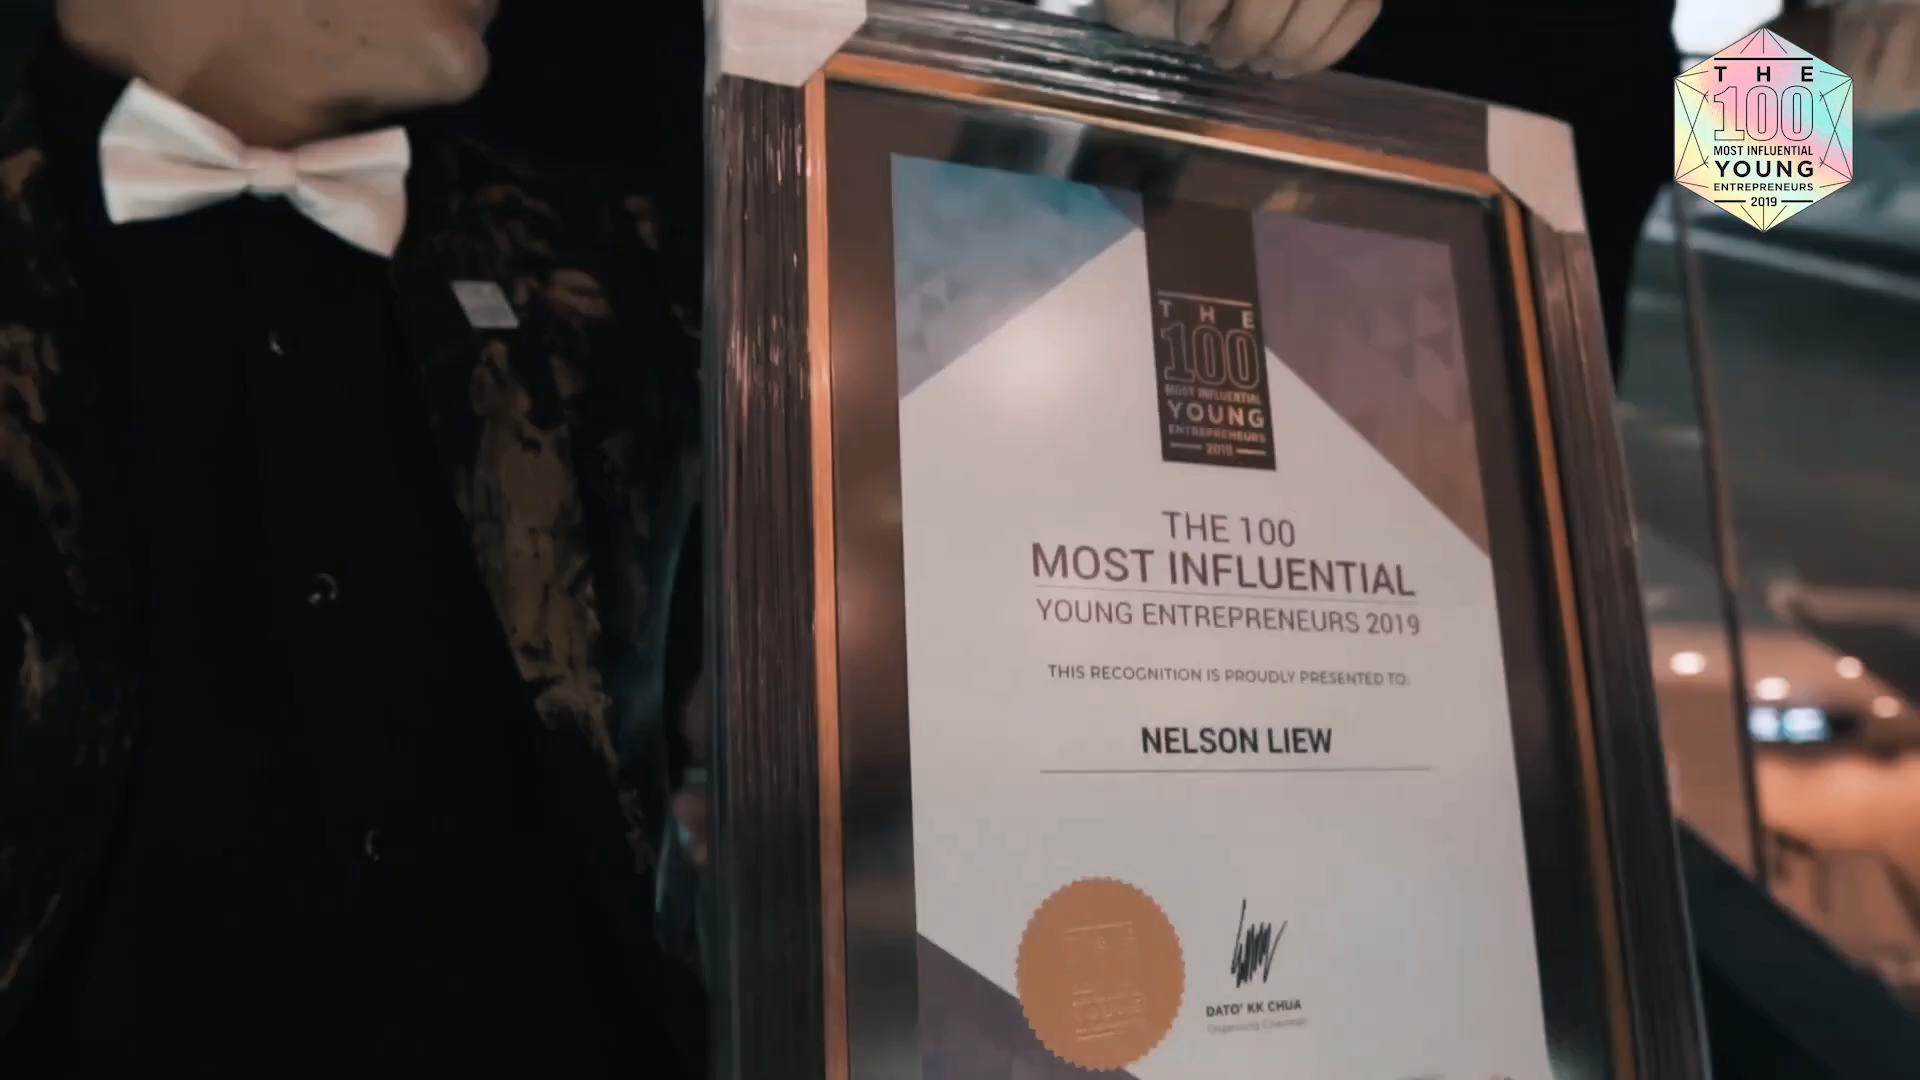 THE
100
MOST INFLUENTIAL
YOUNG
ENTREPRENEURS
2019
THE
100
MOST INFLUENTIAL
YOUNG
ENTREPRENEURS
2019
THE 100
MOST INFLUENTIAL
YOUNG ENTREPRENEURS 2019
THIS RECOGNITION IS PROUDLY PRESENTED TO:
NELSON LIEW
DATO' KK CHUA
Organising Chairman